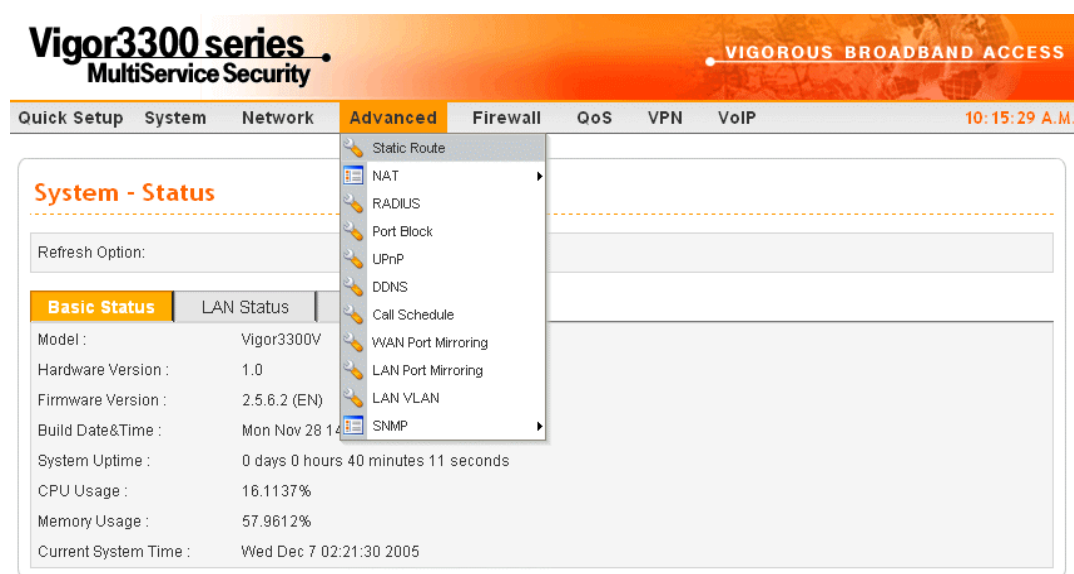 Vigor3300 series
MultiService Security
VIGOROUS BROADBAND ACCESS
Quick Setup System Network Advanced Firewall QoS VPN VoIP 10:15:29 A.M.
Static Route
NAT
RADIUS
Port Block
UPnP
DDNS
Call Schedule
WAN Port Mirroring
LAN Port Mirroring
LAN VLAN
SNMP
System - Status
Refresh Option:
Basic Status LAN Status
Model : Vigor3300V
Hardware Version : 1.0
Firmware Version : 2.5.6.2 (EN)
Build Date&Time : Mon Nov 28 14
System Uptime : 0 days 0 hours 40 minutes 11 seconds
CPU Usage : 16.1137%
Memory Usage : 57.9612%
Current System Time : Wed Dec 7 02:21:30 2005